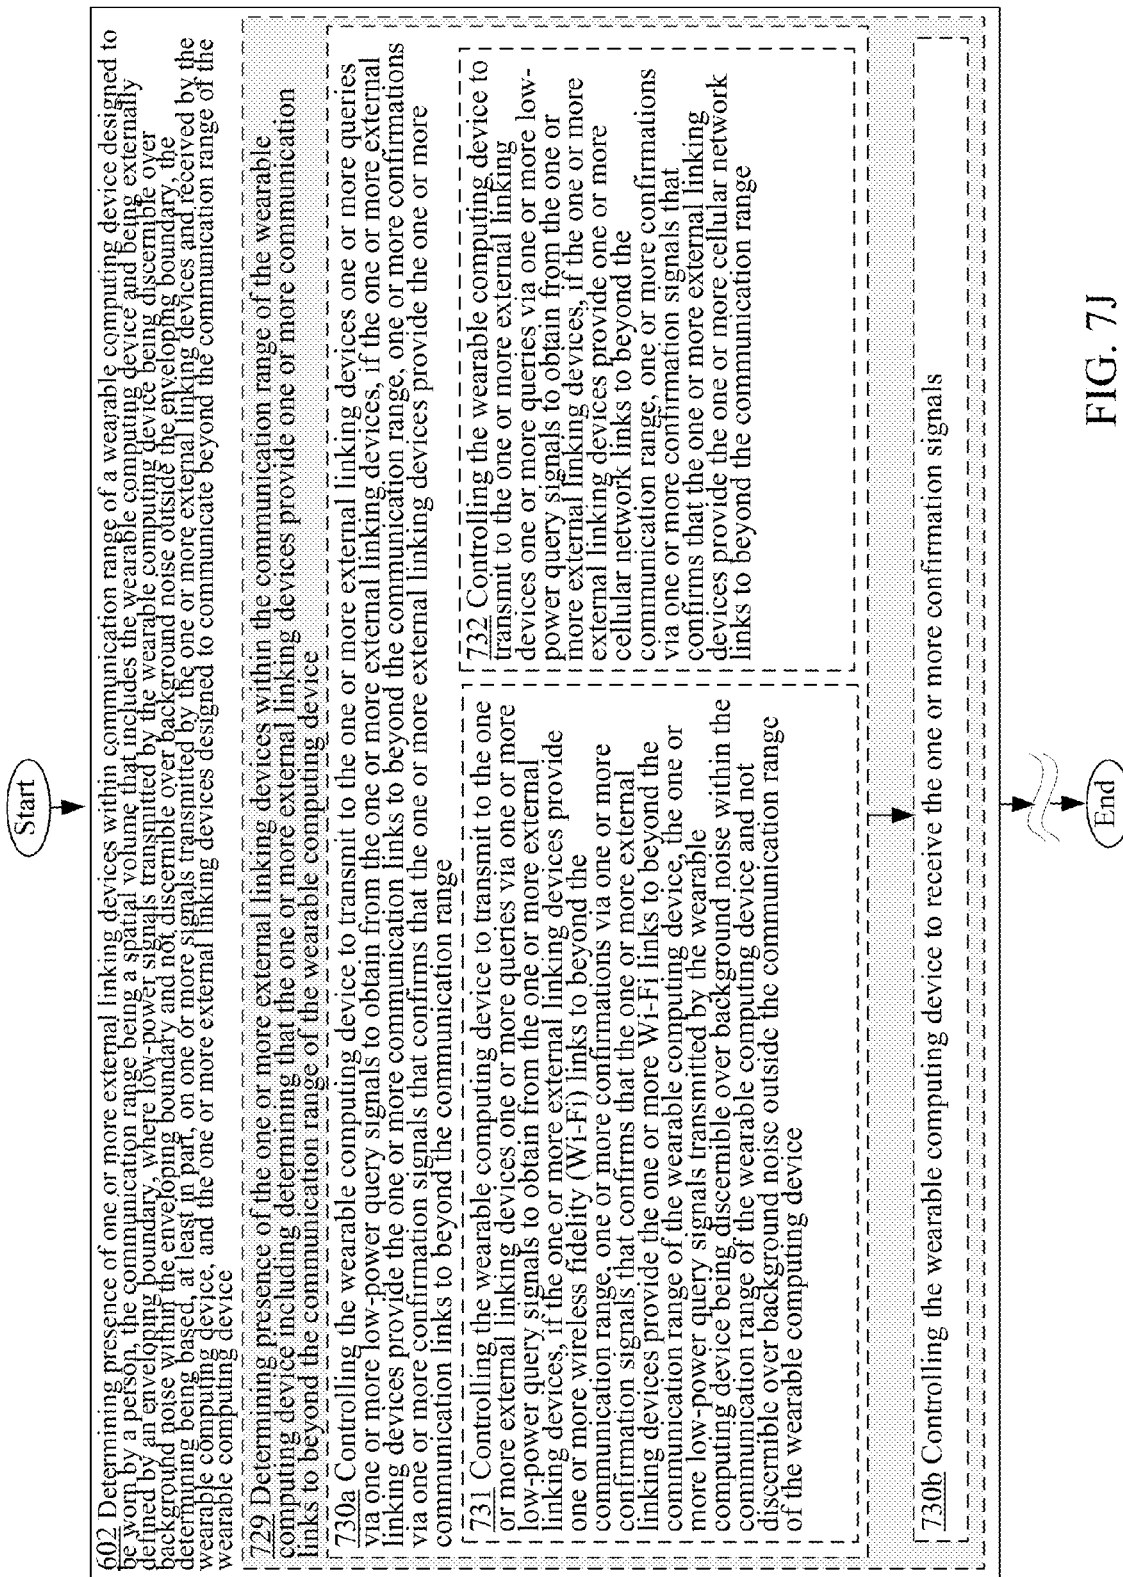 Start
602 Determining presence of one or more external linking devices within communication range of a wearable computing device designed to
be worn by a person, the communication range being a spatial volume that includes the wearable computing device and being externally
defined by an enveloping boundary, where low-power signals transmitted by the wearable computing device being discernible over
background noise within the enveloping boundary and not discernible over background noise outside the enveloping boundary, the
determining being based, at least in part, on one or more signals transmitted by the one or more external linking devices and received by the
wearable computing device, and the one or more external linking devices designed to communicate beyond the communication range of the
wearable computing device
729 Determining presence of the one or more external linking devices within the communication range of the wearable
computing device including determining that the one or more external linking devices provide one or more communication
links to beyond the communication range of the wearable computing device
730a Controlling the wearable computing device to transmit to the one or more external linking devices one or more queries
via one or more low-power query signals to obtain from the one or more external linking devices, if the one or more external
linking devices provide the one or more communication links to beyond the communication range, one or more confirmations
via one or more confirmation signals that confirms that the one or more external linking devices provide the one or more
communication links to beyond the communication range
731 Controlling the wearable computing device to transmit to the one
or more external linking devices one or more queries via one or more
low-power query signals to obtain from the one or more external
linking devices, if the one or more external linking devices provide
one or more wireless fidelity (Wi-Fi) links to beyond the
communication range, one or more confirmations via one or more
confirmation signals that confirms that the one or more external
linking devices provide the one or more Wi-Fi links to beyond the
communication range of the wearable computing device, the one or
more low-power query signals transmitted by the wearable
computing device being discernible over background noise within the
communication range of the wearable computing device and not
discernible over background noise outside the communication range
of the wearable computing device
732 Controlling the wearable computing device to
transmit to the one or more external linking
devices one or more queries via one or more low-
power query signals to obtain from the one or
more external linking devices, if the one or more
external linking devices provide one or more
cellular network links to beyond the
communication range, one or more confirmations
via one or more confirmation signals that
confirms that the one or more external linking
devices provide the one or more cellular network
links to beyond the communication range
730b Controlling the wearable computing device to receive the one or more confirmation signals
End
FIG. 7J